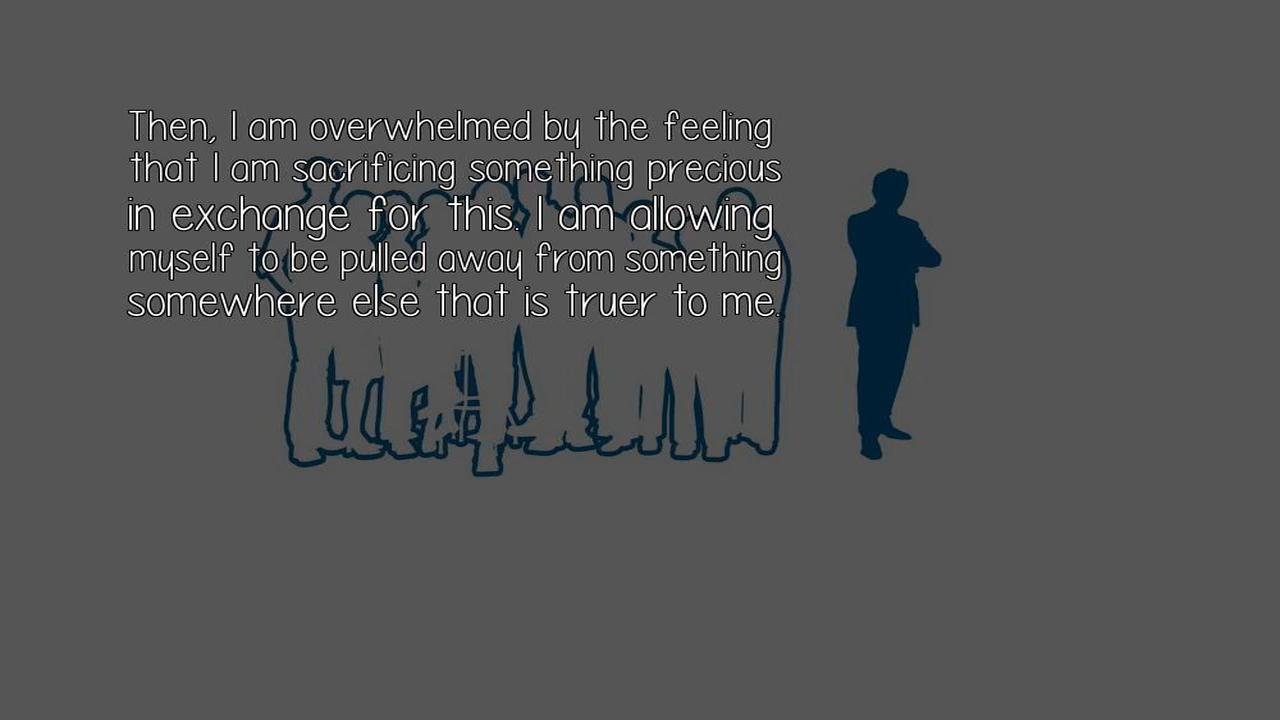 Then, I am overwhelmed by the feeling
that I am sacrificing something precious
in exchange for this. I am allowing
myself to be pulled away from something
somewhere else that is truer to me.